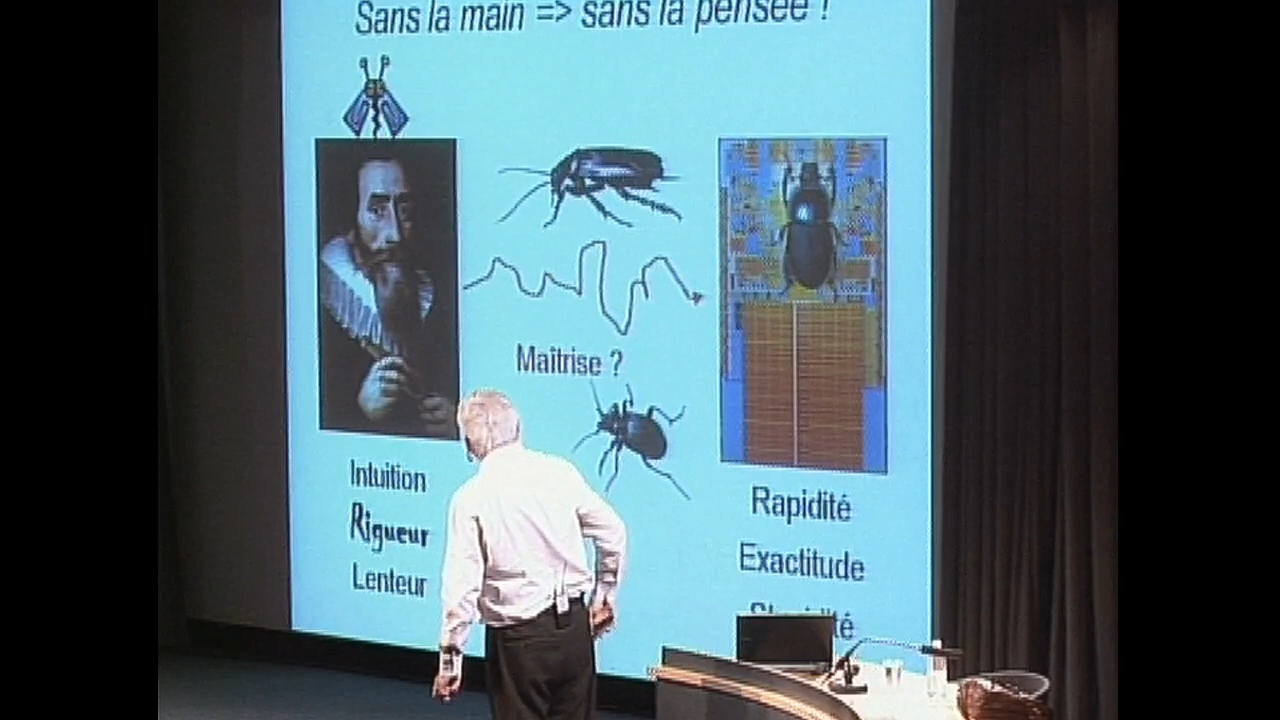 Sans la main => sans la pensée !
Maîtrise ?
Intuition
Rigueur
Lenteur
Rapidité
Exactitude